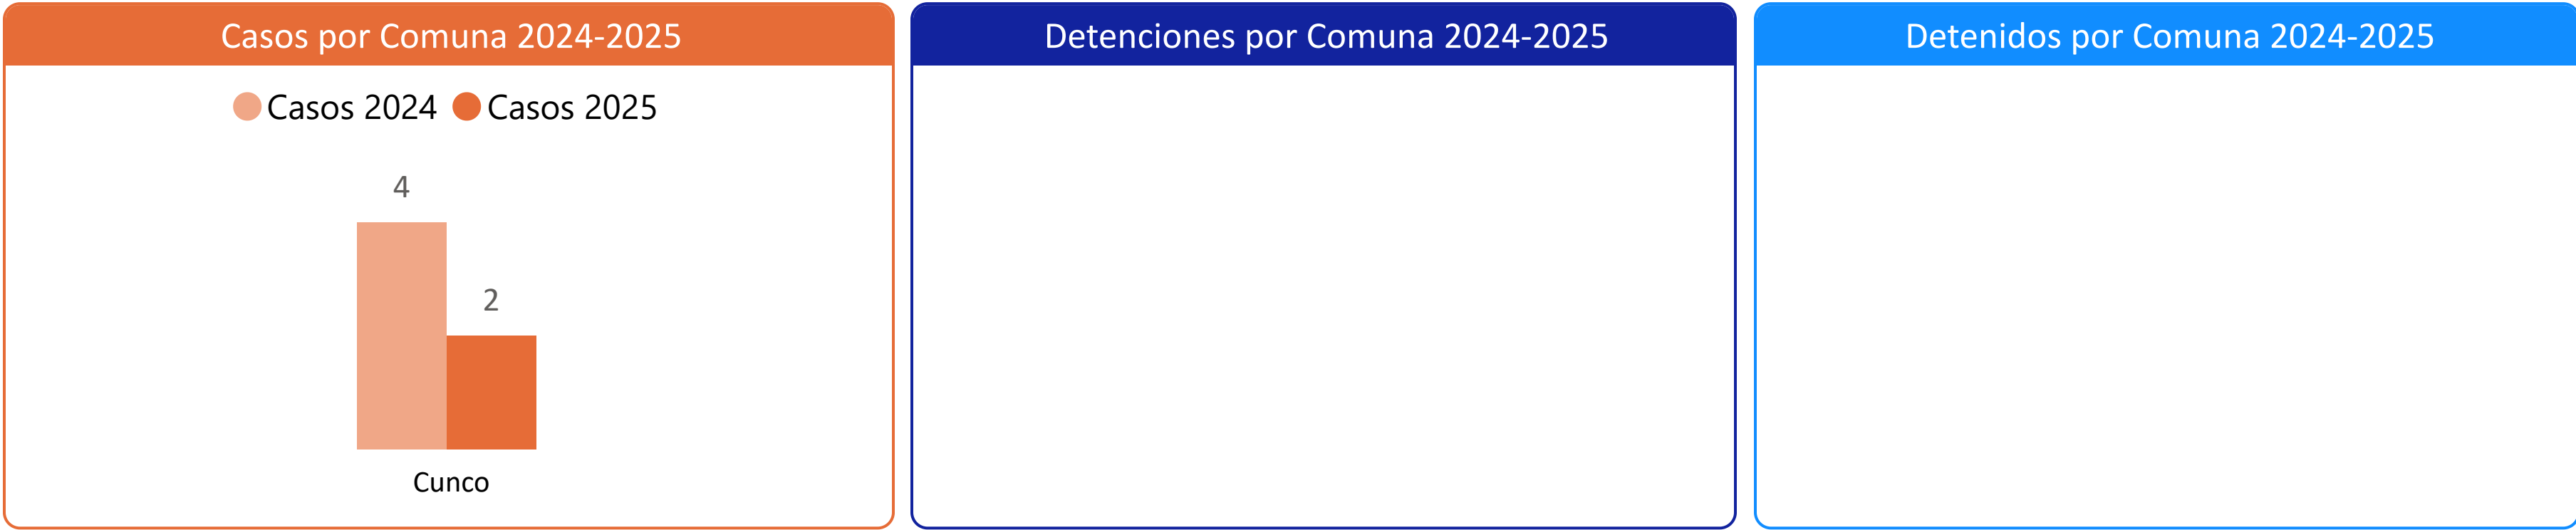 Casos por Comuna 2024-2025
Casos 2024 Casos 2025
4
2
Cunco
Detenciones por Comuna 2024-2025
Detenidos por Comuna 2024-2025